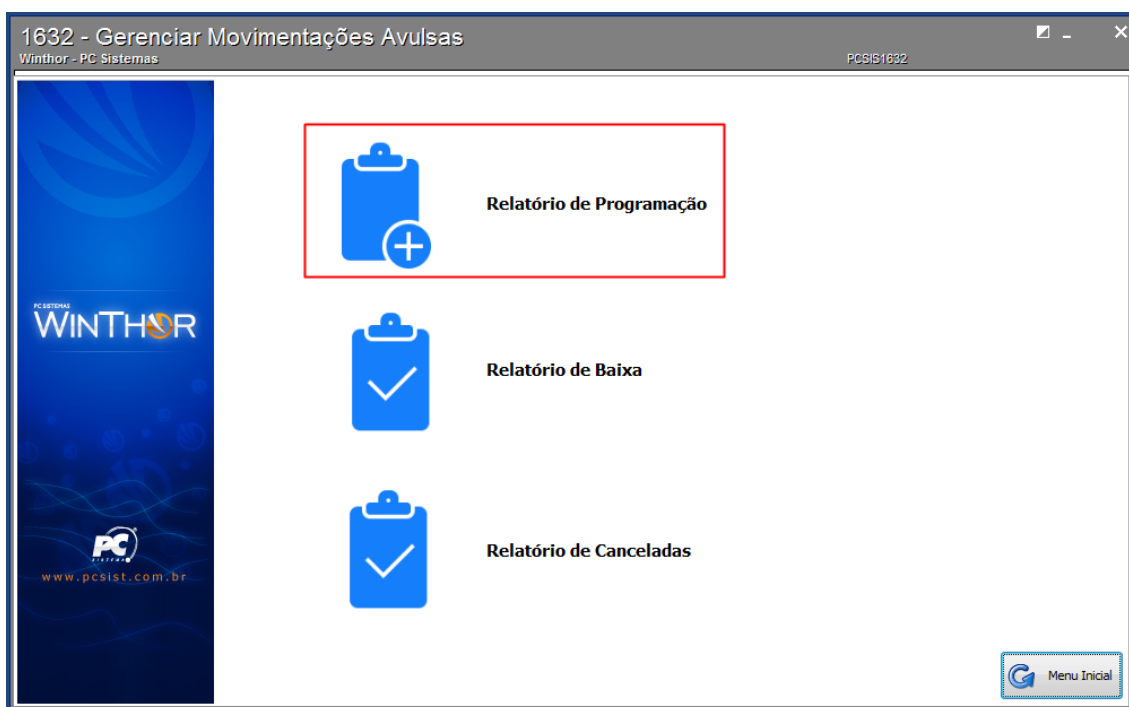 1632 - Gerenciar Movimentações Avulsas
Winthor - PC Sistemas
PCSIS1632
Relatório de Programação
PC SISTEMAS
WINTHOR
Relatório de Baixa
Relatório de Canceladas
PC
SISTEMAS
www.pcsist.com.br
Menu Inicial